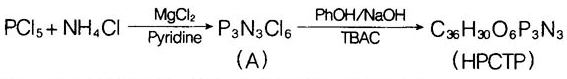 PCl₅ + NH₄Cl MgCl₂ Pyridine P₃N₃Cl₆ PhOH/NaOH TBAC C₃₆H₃₀O₆P₃N₃
(A) (HPCTP)